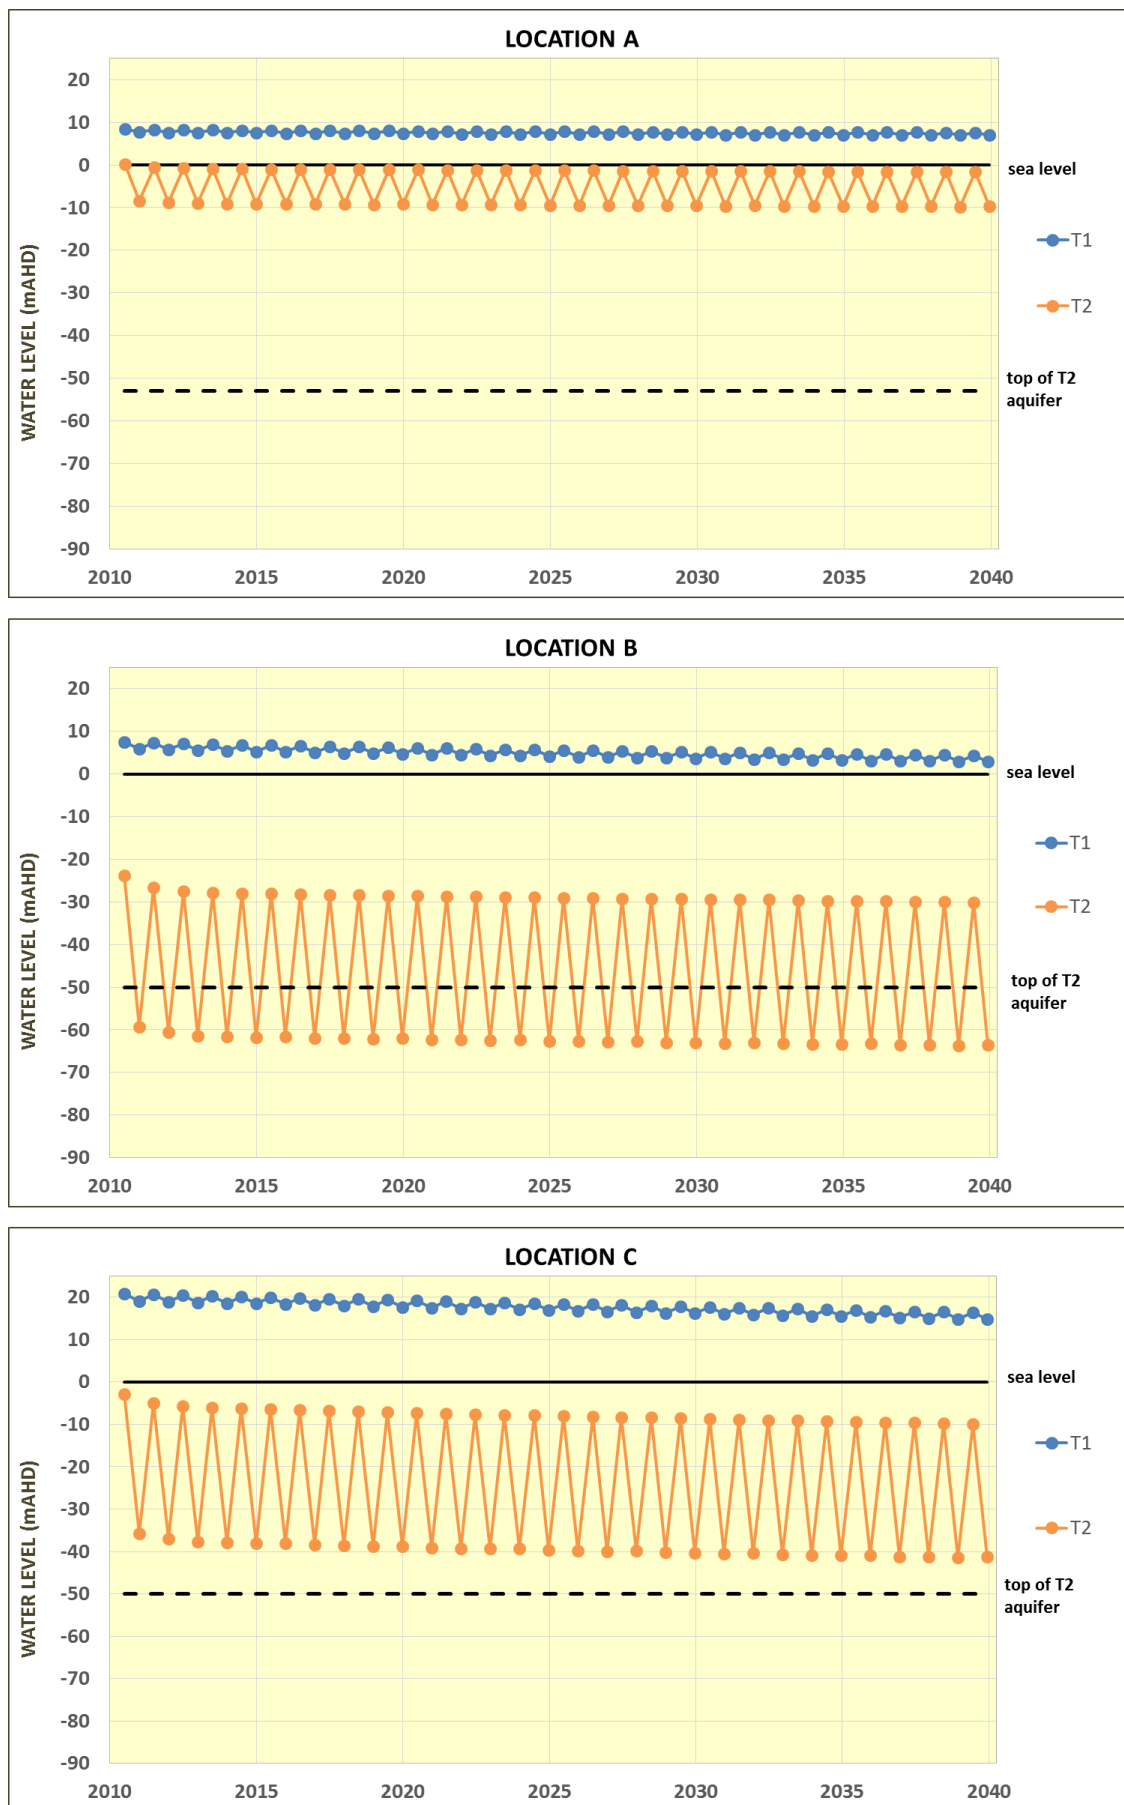 LOCATION A
WATER LEVEL (mAHD)
20
10
0
-10
-20
-30
-40
-50
-60
-70
-80
-90
2010 2015 2020 2025 2030 2035 2040
sea level
T1
T2
top of T2
aquifer
LOCATION B
WATER LEVEL (mAHD)
20
10
0
-10
-20
-30
-40
-50
-60
-70
-80
-90
2010 2015 2020 2025 2030 2035 2040
sea level
T1
T2
top of T2
aquifer
LOCATION C
WATER LEVEL (mAHD)
20
10
0
-10
-20
-30
-40
-50
-60
-70
-80
-90
2010 2015 2020 2025 2030 2035 2040
sea level
T1
T2
top of T2
aquifer